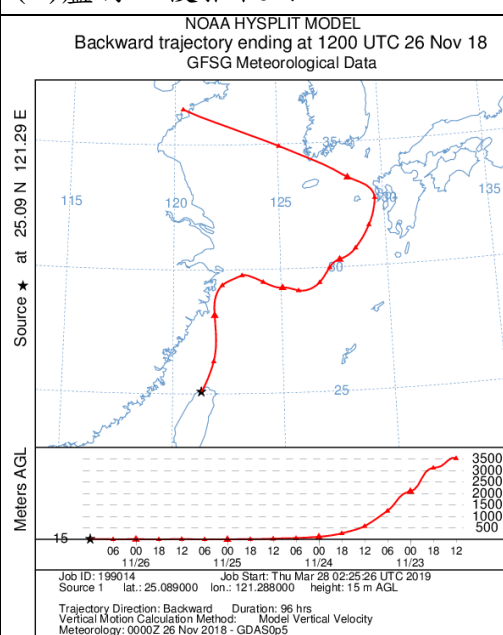 NOAA HYSPLIT MODEL
Backward trajectory ending at 1200 UTC 26 Nov 18
GFSG Meteorological Data
Source ★ at 25.09 N 121.29 E
115
120
125
35
130
135
30
25
Meters AGL
15
3500
3000
2500
2000
1500
1000
500
06 00 18 12 06 00 18 12 06 00 18 12 06 00 18 12
11/26 11/25 11/24 11/23
Job ID: 199014 Job Start: Thu Mar 28 02:25:26 UTC 2019
Source 1 lat.: 25.089000 lon.: 121.288000 height: 15 m AGL
Trajectory Direction: Backward Duration: 96 hrs
Vertical Motion Calculation Method: Model Vertical Velocity
Meteorology: 0000Z 26 Nov 2018 - GDAS0p5